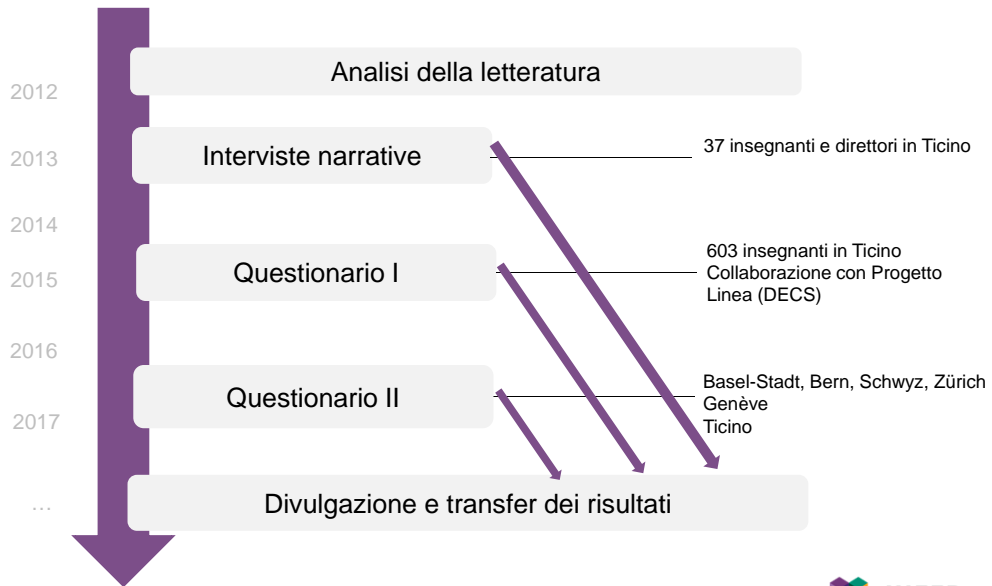 Analisi della letteratura
2012
Interviste narrative
2013
37 insegnanti e direttori in Ticino
2014
603 insegnanti in Ticino
Questionario I
Collaborazione con Progetto
2015
Linea (DECS)
2016
Basel-Stadt, Bern, Schwyz, Zürich
Questionario II
Genève
2017
Ticino
Divulgazione e transfer dei risultati
…